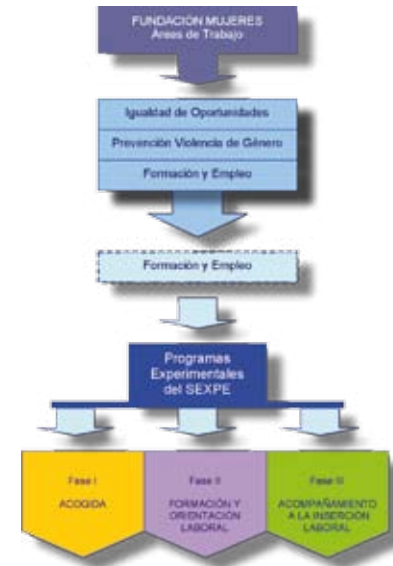 FUNDACIÓN MUJERES
Áreas de Trabajo
Igualdad de Oportunidades
Prevención Violencia de Género
Formación y Empleo
Formación y Empleo
Programas
Experimentales
del SEXPE
Fase I
ACOGIDA
Fase II
FORMACIÓN Y
ORIENTACIÓN
LABORAL
Fase III
ACOMPAÑAMIENTO
A LA INSERCIÓN
LABORAL